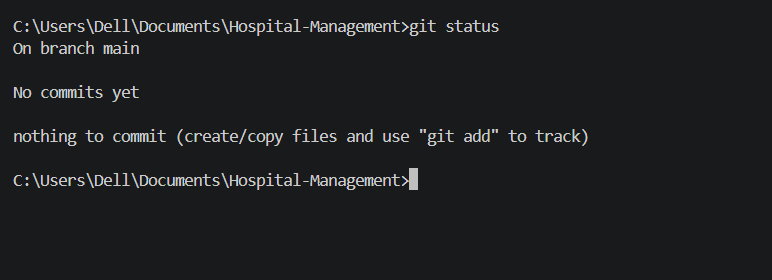 C:\Users\Dell\Documents\Hospital-Management>git status
On branch main
No commits yet
nothing to commit (create/copy files and use "git add" to track)
C:\Users\Dell\Documents\Hospital-Management>